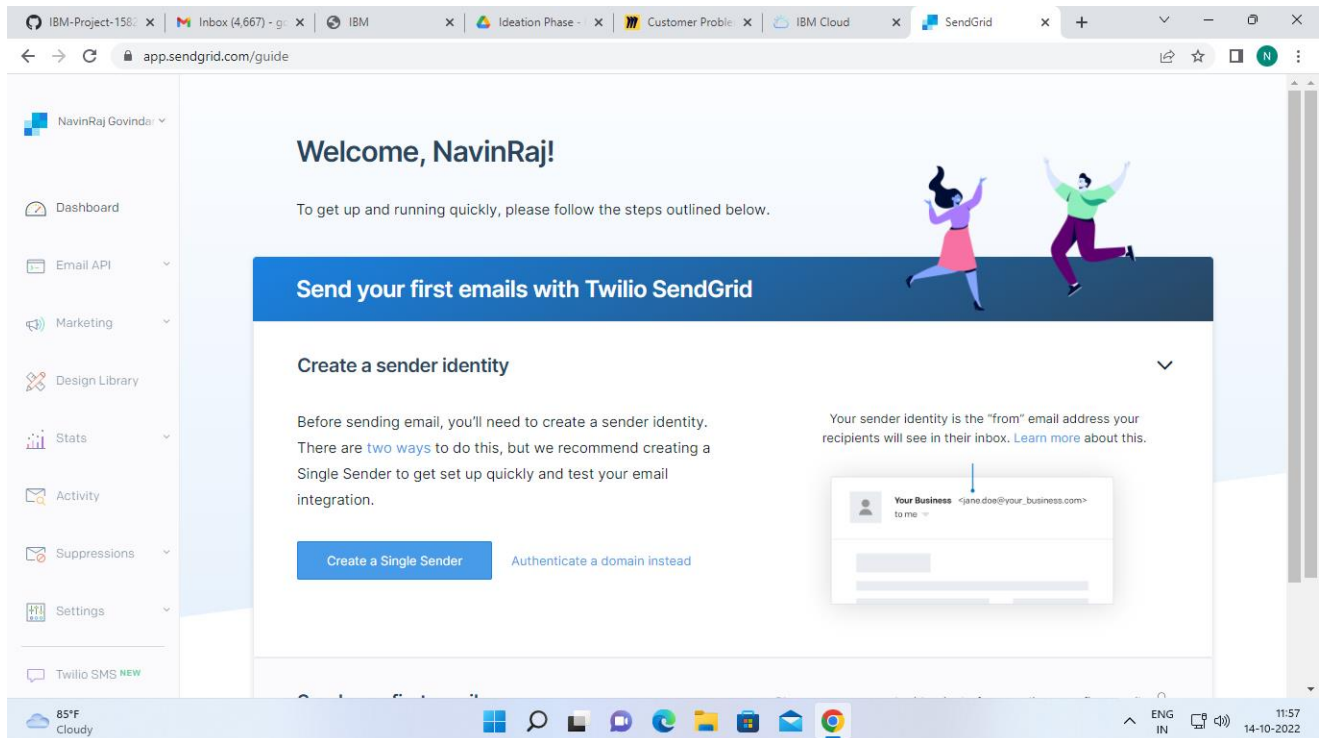 IBM-Project-1582
Inbox (4,667) - go
IBM
Ideation Phase -
Customer Proble
IBM Cloud
SendGrid
app.sendgrid.com/guide
N
NavinRaj Govindar
Dashboard
Email API
Marketing
Design Library
Stats
Activity
Suppressions
Settings
Twilio SMS NEW
Welcome, NavinRaj!
To get up and running quickly, please follow the steps outlined below.
Send your first emails with Twilio SendGrid
Create a sender identity
Before sending email, you'll need to create a sender identity.
There are two ways to do this, but we recommend creating a
Single Sender to get set up quickly and test your email
integration.
Create a Single Sender
Authenticate a domain instead
Your sender identity is the "from" email address your
recipients will see in their inbox. Learn more about this.
Your Business <jane.doe@your_business.com>
to me
85°F
Cloudy
ENG
IN
11:57
14-10-2022